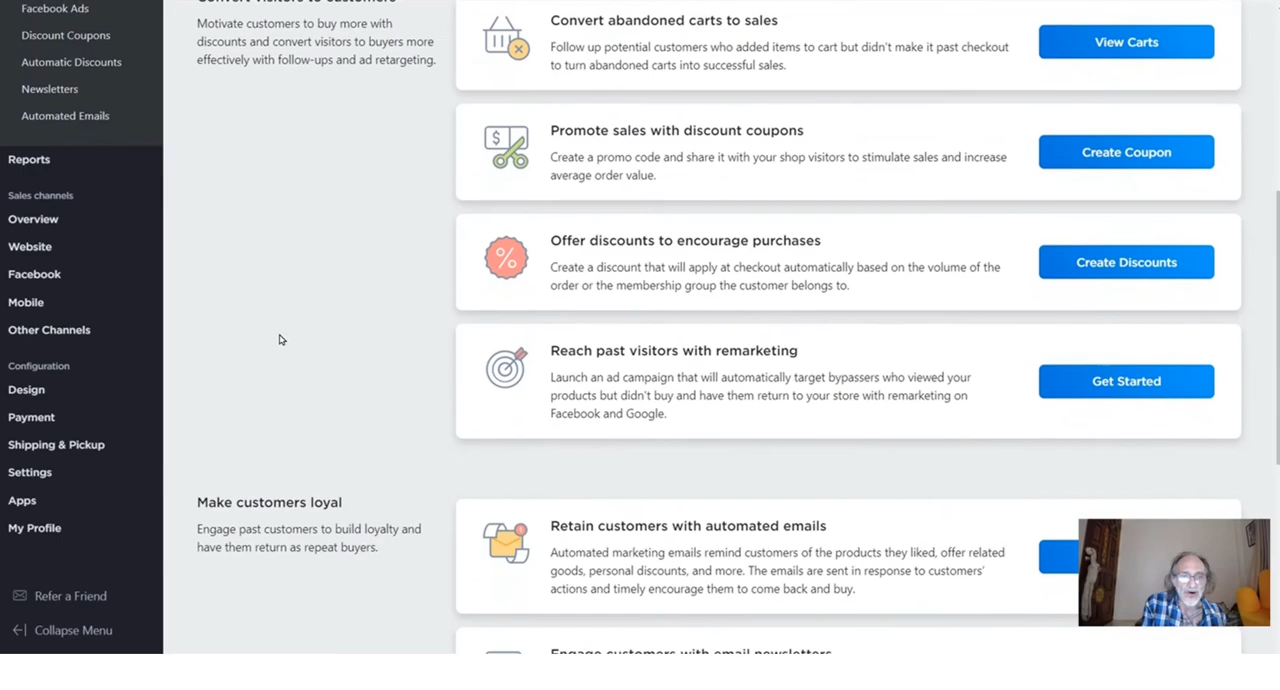 Facebook Ads
Discount Coupons
Automatic Discounts
Newsletters
Automated Emails
Reports
Sales channels
Overview
Website
Facebook
Mobile
Other Channels
Configuration
Design
Payment
Shipping & Pickup
Settings
Apps
My Profile
Refer a Friend
Collapse Menu
Convert visitors to customers
Motivate customers to buy more with
discounts and convert visitors to buyers more
effectively with follow-ups and ad retargeting.
Convert abandoned carts to sales
Follow up potential customers who added items to cart but didn't make it past checkout
to turn abandoned carts into successful sales.
View Carts
Promote sales with discount coupons
Create a promo code and share it with your shop visitors to stimulate sales and increase
average order value.
Create Coupon
Offer discounts to encourage purchases
Create a discount that will apply at checkout automatically based on the volume of the
order or the membership group the customer belongs to.
Create Discounts
Reach past visitors with remarketing
Launch an ad campaign that will automatically target bypassers who viewed your
products but didn't buy and have them return to your store with remarketing on
Facebook and Google.
Get Started
Make customers loyal
Engage past customers to build loyalty and
have them return as repeat buyers.
Retain customers with automated emails
Automated marketing emails remind customers of the products they liked, offer related
goods, personal discounts, and more. The emails are sent in response to customers'
actions and timely encourage them to come back and buy.
Engage customers with email newsletters